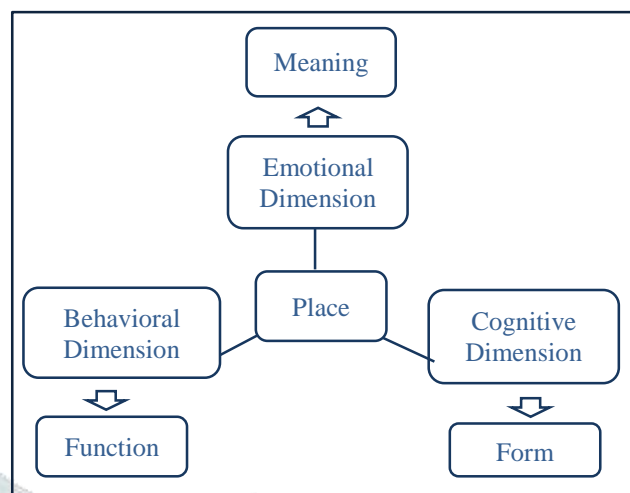 Meaning
Emotional
Dimension
Place
Behavioral
Dimension
Cognitive
Dimension
Function
Form